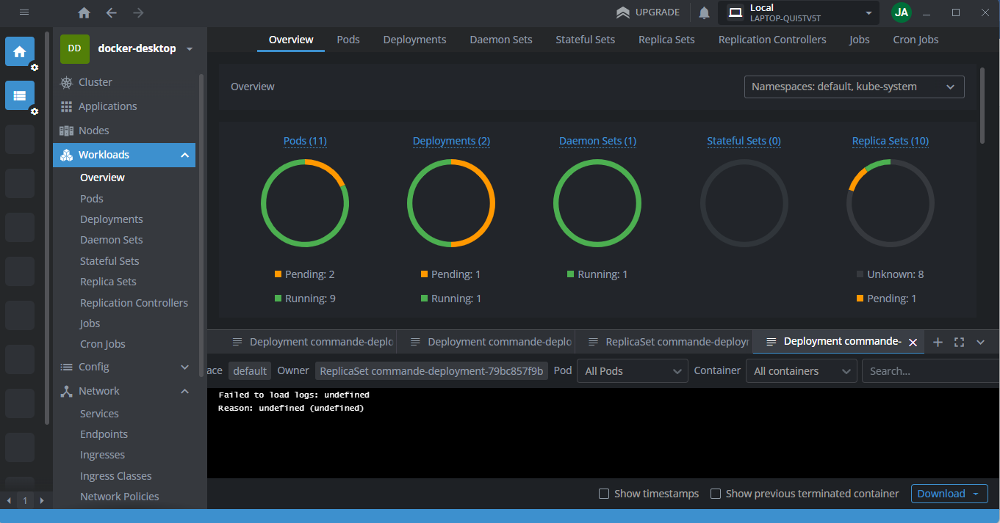 UPGRADE
Local
LAPTOP-QUI5TV5T
JA
DD
docker-desktop
Overview
Pods
Deployments
Daemon Sets
Stateful Sets
Replica Sets
Replication Controllers
Jobs
Cron Jobs
Cluster
Applications
Nodes
Workloads
Overview
Pods
Deployments
Daemon Sets
Stateful Sets
Replica Sets
Replication Controllers
Jobs
Cron Jobs
Config
Network
Services
Endpoints
Ingresses
Ingress Classes
Network Policies
1
Overview
Namespaces: default, kube-system
Pods (11)
Deployments (2)
Daemon Sets (1)
Stateful Sets (0)
Replica Sets (10)
Pending: 2
Running: 9
Pending: 1
Running: 1
Running: 1
Unknown: 8
Pending: 1
Deployment commande-deplo
Deployment commande-deplo
ReplicaSet commande-deployr
Deployment commande-
ace default Owner ReplicaSet commande-deployment-79bc857f9b Pod All Pods Container All containers Search...
Failed to load logs: undefined
Reason: undefined (undefined)
Show timestamps
Show previous terminated container
Download